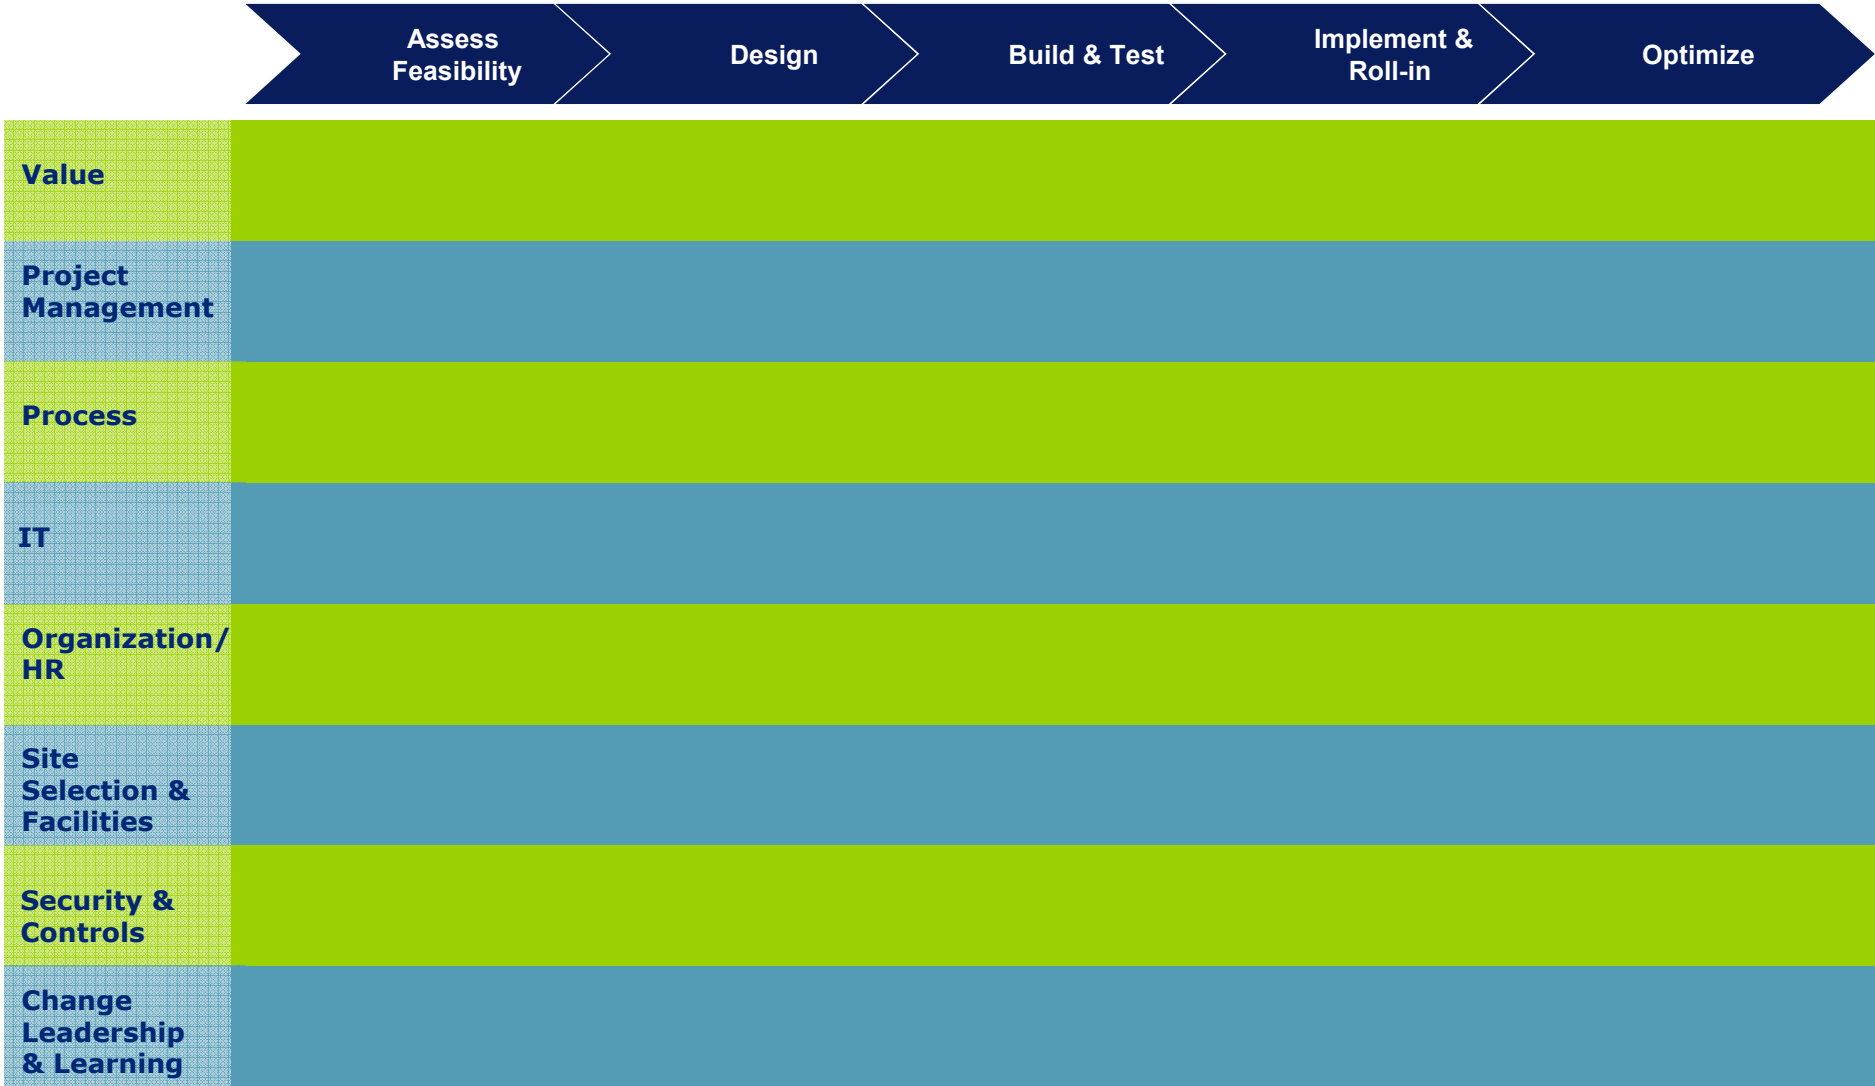 Assess
Feasibility
Design
Build & Test
Implement &
Roll-in
Optimize
Value
Project
Management
Process
IT
Organization/
HR
Site
Selection &
Facilities
Security &
Controls
Change
Leadership
& Learning